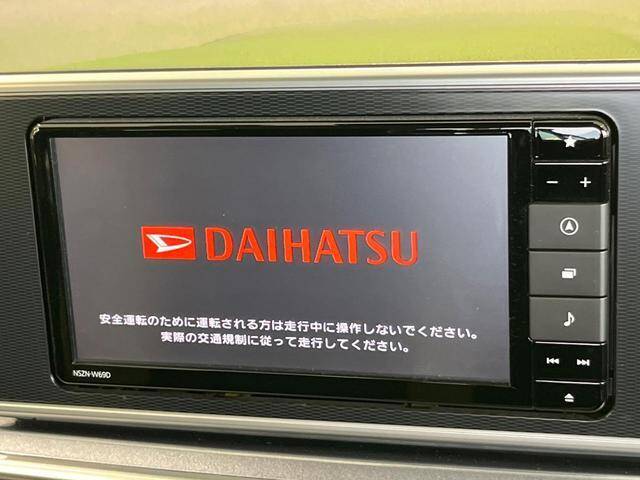 DAIHATSU
安全運転のために運転される方は走行中に操作しないでください。
実際の交通規制に従って走行してください。
NSZN-W69D